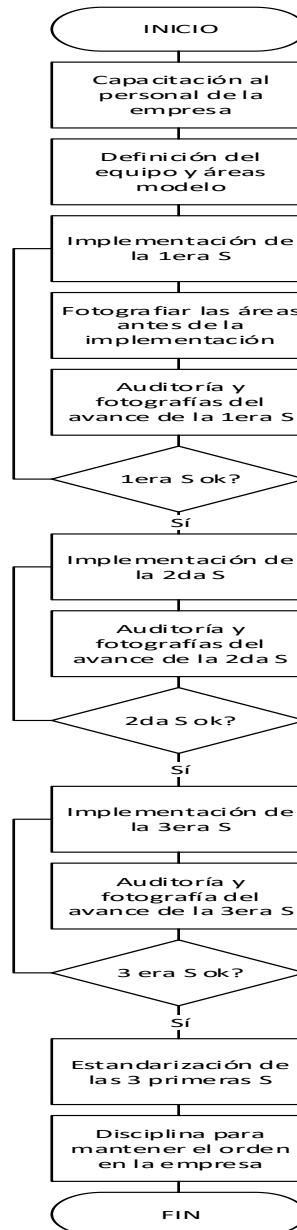 INICIO
Capacitación al
personal de la
empresa
Definición del
equipo y áreas
modelo
Implementación de
la 1era S
Fotografiar las áreas
antes de la
implementación
Auditoría y
fotografías del
avance de la 1era S
1era S ok?
Sí
Implementación de
la 2da S
Auditoría y
fotografías del
avance de la 2da S
2da S ok?
Sí
Implementación de
la 3era S
Auditoría y
fotografía del
avance de la 3era S
3 era S ok?
Sí
Estandarización de
las 3 primeras S
Disciplina para
mantener el orden
en la empresa
FIN